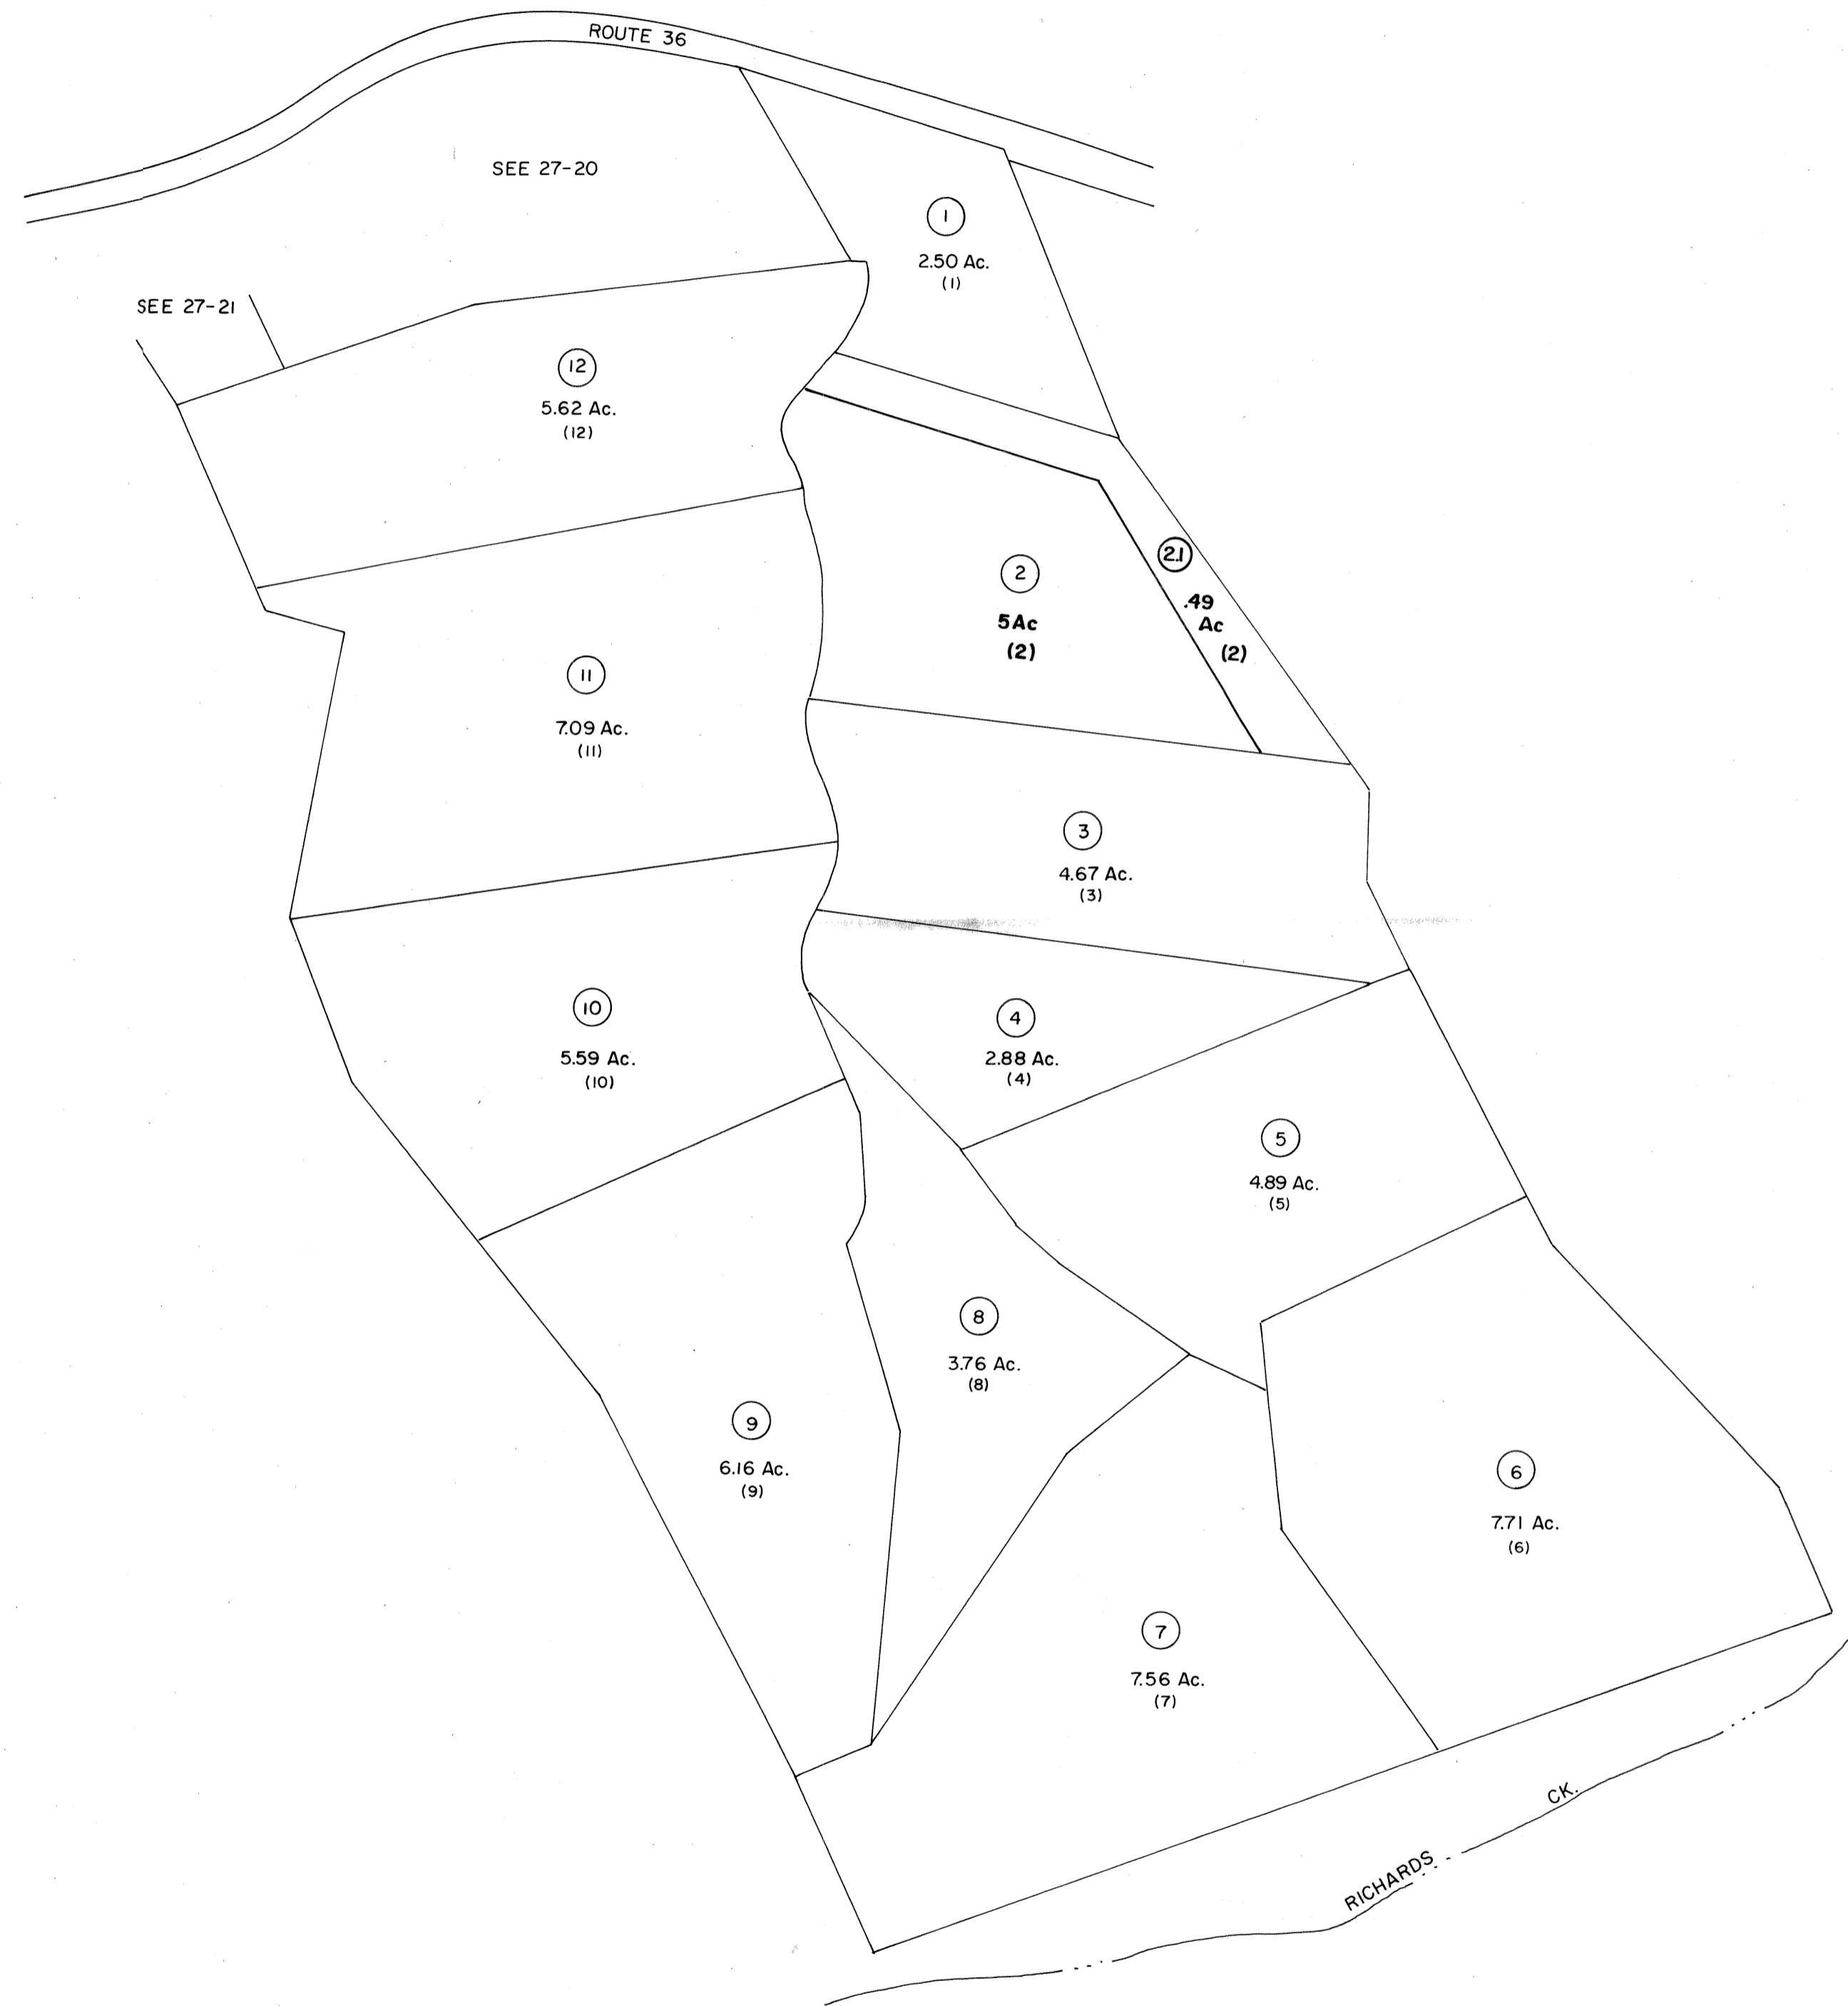 ROUTE 36
SEE 27-20
1
2.50 Ac.
(1)
SEE 27-21
12
5.62 Ac.
(12)
2.1
.49
Ac
(2)
2
5Ac
(2)
11
7.09 Ac.
(11)
3
4.67 Ac.
(3)
10
5.59 Ac.
(10)
4
2.88 Ac.
(4)
5
4.89 Ac.
(5)
8
3.76 Ac.
(8)
9
6.16 Ac.
(9)
6
7.71 Ac.
(6)
7
7.56 Ac.
(7)
RICHARDS CK.